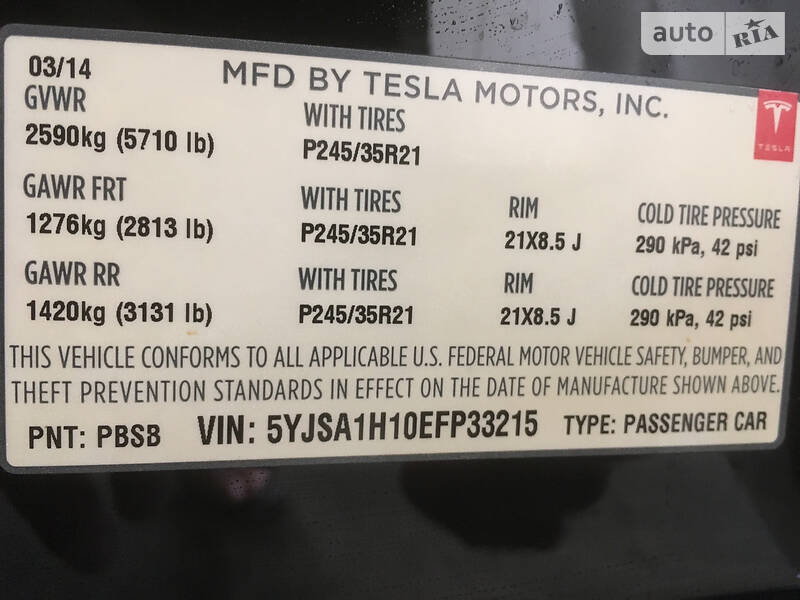 auto RIA
03/14 MFD BY TESLA MOTORS, INC.
TESLA
GVWR WITH TIRES
2590kg (5710 lb) P245/35R21
GAWR FRT WITH TIRES RIM COLD TIRE PRESSURE
1276kg (2813 lb) P245/35R21 21X8.5 J 290 kPa, 42 psi
GAWR RR WITH TIRES RIM COLD TIRE PRESSURE
1420kg (3131 lb) P245/35R21 21X8.5 J 290 kPa, 42 psi
THIS VEHICLE CONFORMS TO ALL APPLICABLE U.S. FEDERAL MOTOR VEHICLE SAFETY, BUMPER, AND
THEFT PREVENTION STANDARDS IN EFFECT ON THE DATE OF MANUFACTURE SHOWN ABOVE.
PNT: PBSB VIN: 5YJSA1H10EFP33215 TYPE: PASSENGER CAR